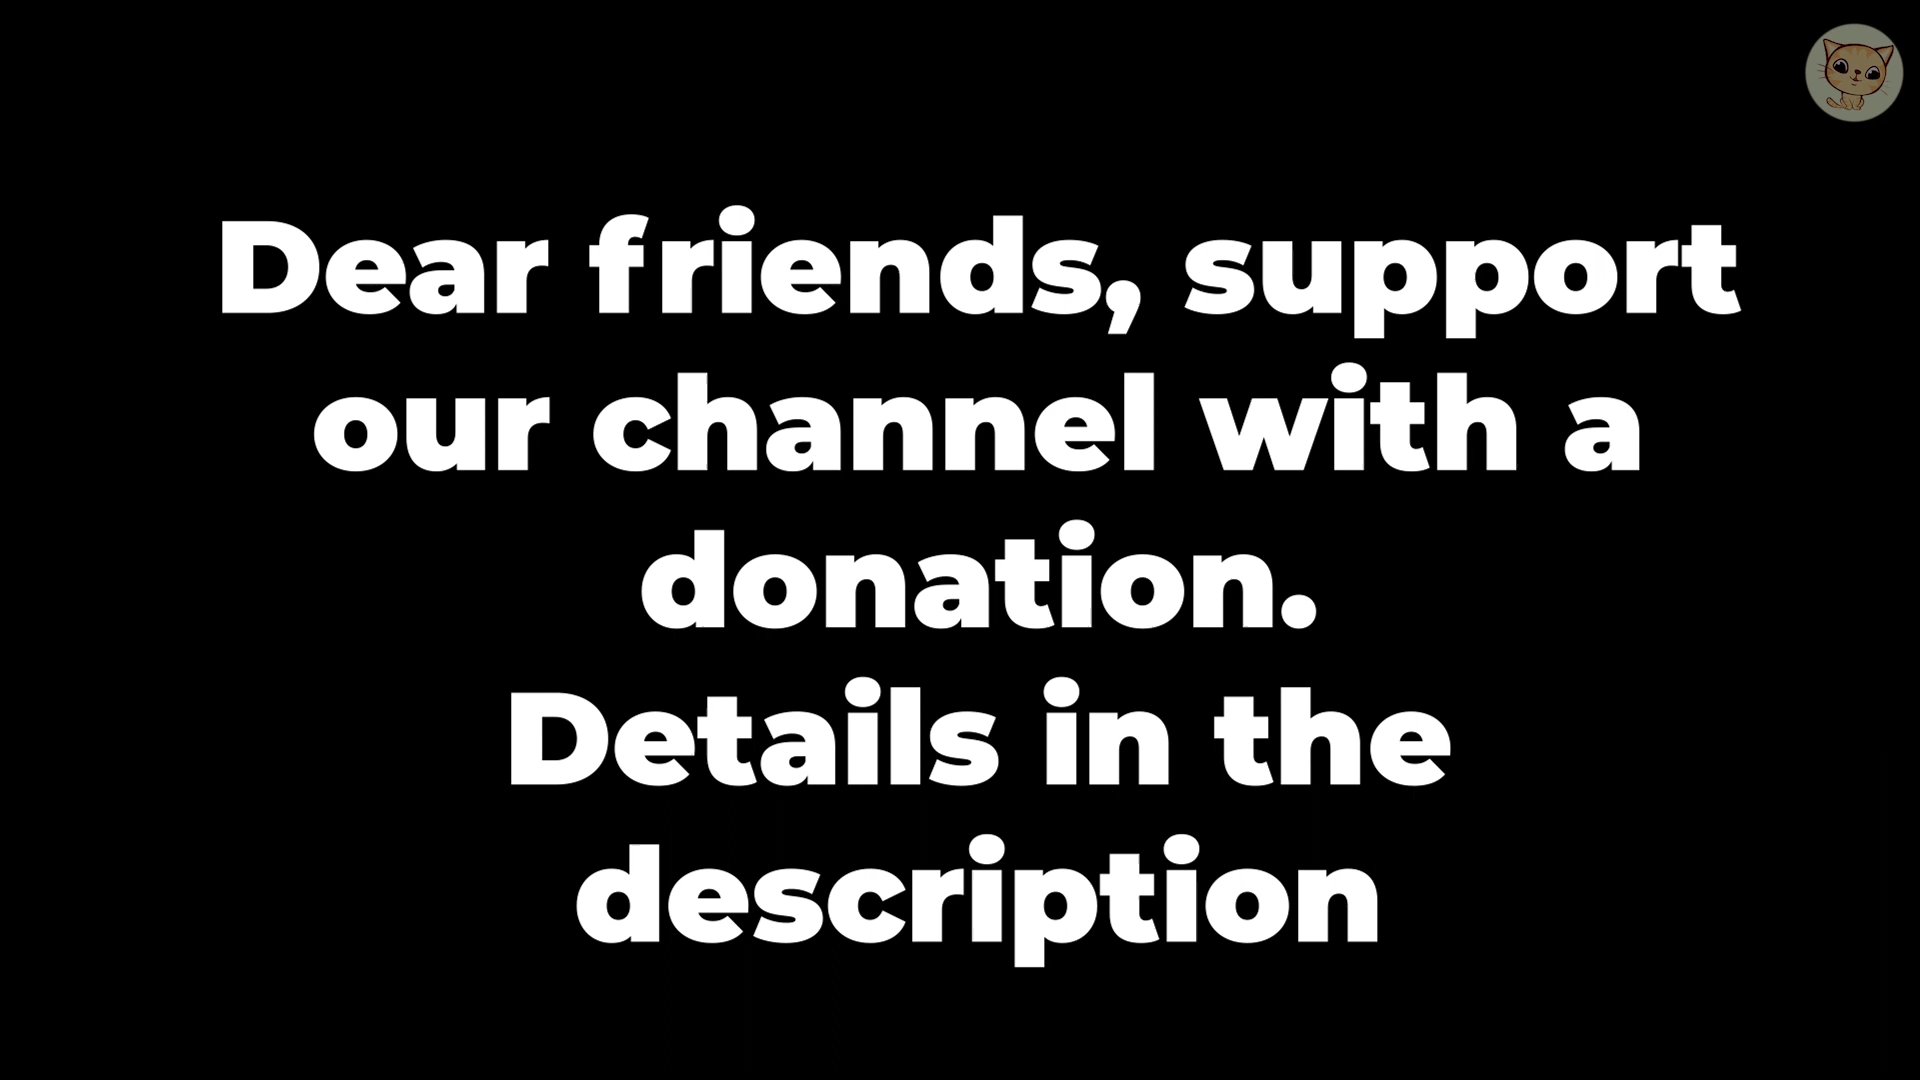 Dear friends, support
our channel with a
donation.
Details in the
description